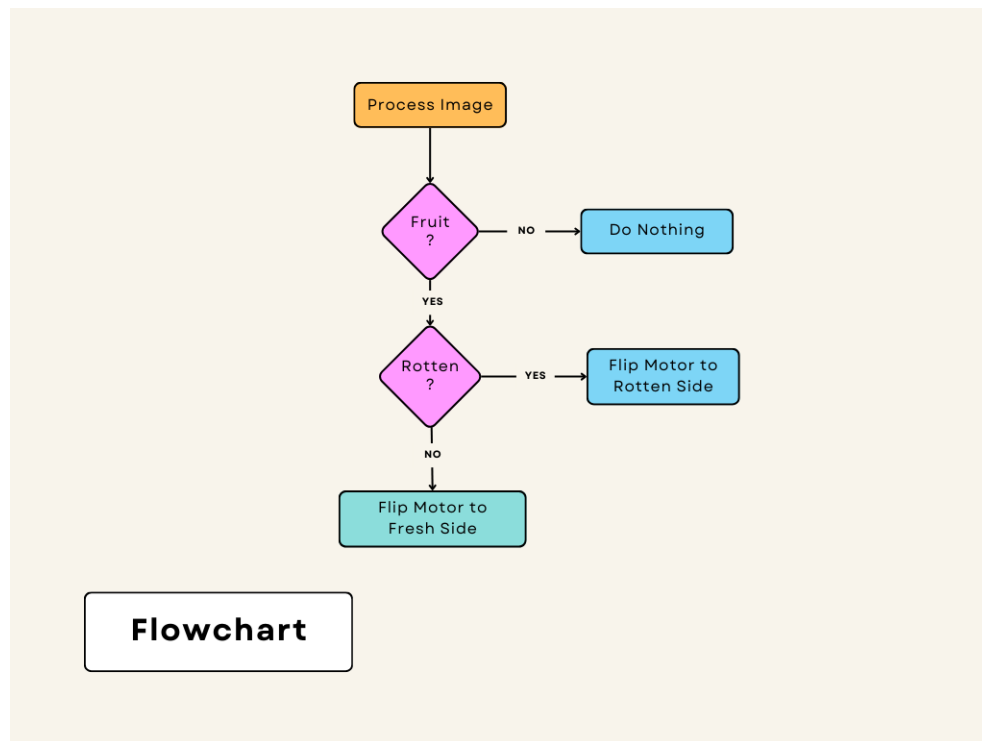 Process Image
Fruit
?
NO
Do Nothing
YES
Rotten
?
YES
Flip Motor to
Rotten Side
NO
Flip Motor to
Fresh Side
Flowchart